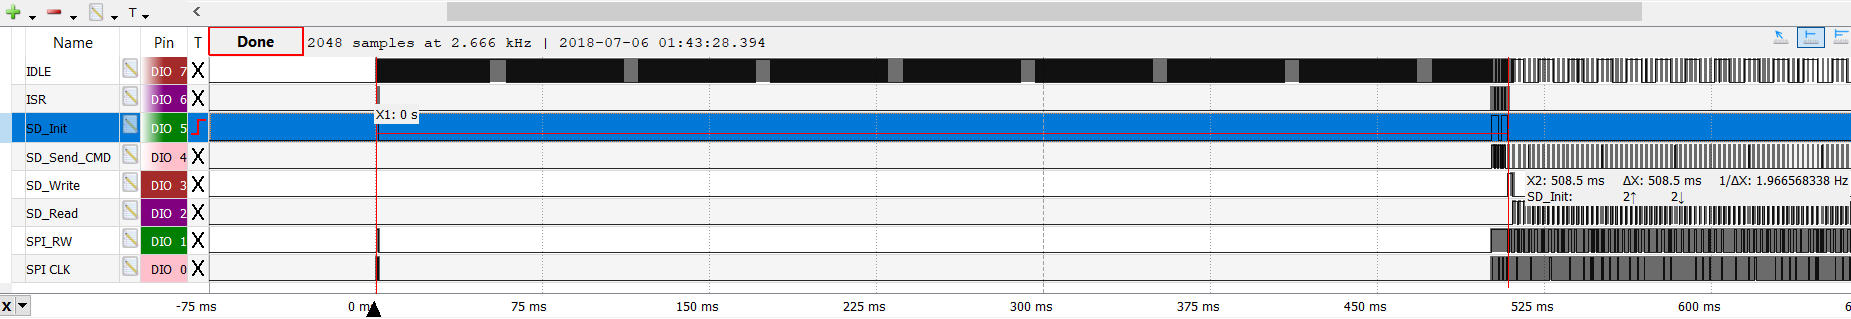 T
Name Pin T Done 2048 samples at 2.666 kHz | 2018-07-06 01:43:28.394
IDLE DIO 7 X
ISR DIO 6 X
X1: 0 s
SD_Init DIO 5
SD_Send_CMD DIO 4 X
SD_Write DIO 3 X
X2: 508.5 ms ΔX: 508.5 ms 1/ΔX: 1.966568338 Hz
SD_Init: 2↑ 2↓
SD_Read DIO 2 X
SPI_RW DIO 1 X
SPI CLK DIO 0 X
X -75 ms 0 m 75 ms 150 ms 225 ms 300 ms 375 ms 450 ms 525 ms 600 ms